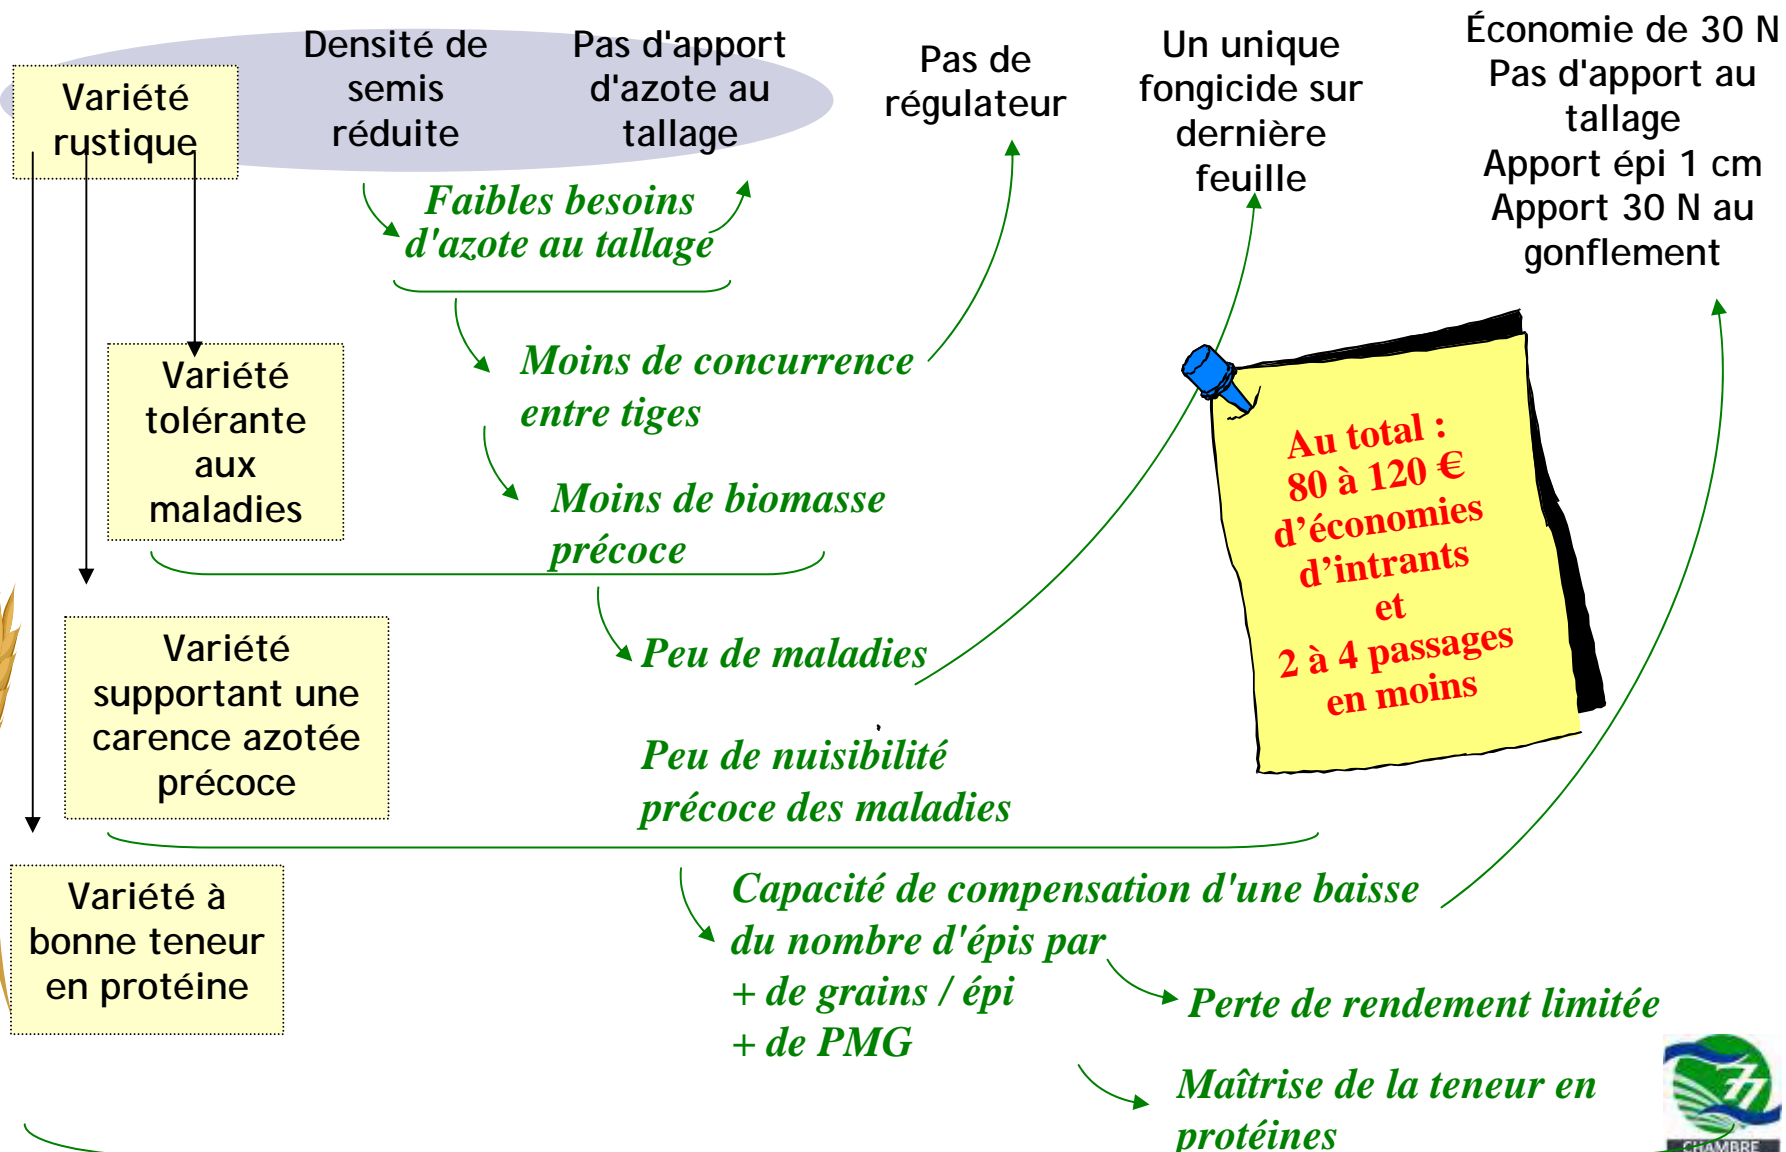 Variété
rustique
Densité de
semis
réduite
Pas d'apport
d'azote au
tallage
Pas de
régulateur
Un unique
fongicide sur
dernière
feuille
Économie de 30 N
Pas d'apport au
tallage
Apport épi 1 cm
Apport 30 N au
gonflement
Faibles besoins
d'azote au tallage
Variété
tolérante
aux
maladies
Moins de concurrence
entre tiges
Moins de biomasse
précoce
Au total :
80 à 120 €
d’économies
d’intrants
et
2 à 4 passages
en moins
Variété
supportant une
carence azotée
précoce
Peu de maladies
Peu de nuisibilité
précoce des maladies
Variété à
bonne teneur
en protéine
Capacité de compensation d'une baisse
du nombre d'épis par
+ de grains / épi
+ de PMG
Perte de rendement limitée
Maîtrise de la teneur en
protéines
77
CHAMBRE